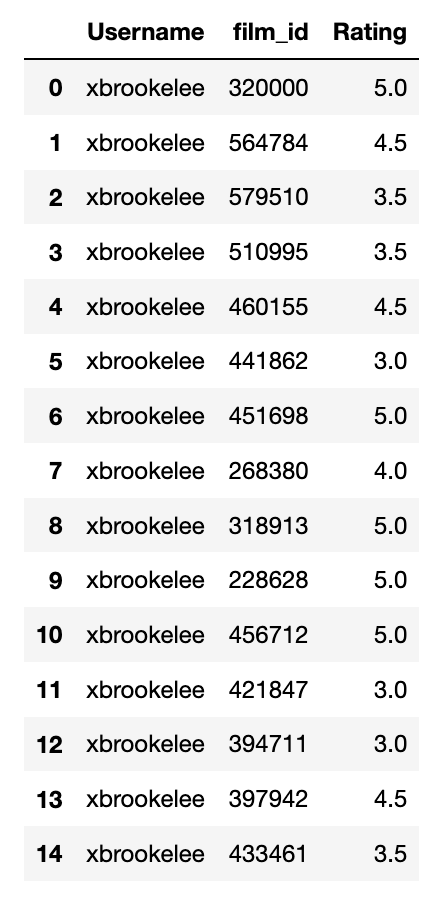 Username film_id Rating
0 xbrookelee 320000 5.0
1 xbrookelee 564784 4.5
2 xbrookelee 579510 3.5
3 xbrookelee 510995 3.5
4 xbrookelee 460155 4.5
5 xbrookelee 441862 3.0
6 xbrookelee 451698 5.0
7 xbrookelee 268380 4.0
8 xbrookelee 318913 5.0
9 xbrookelee 228628 5.0
10 xbrookelee 456712 5.0
11 xbrookelee 421847 3.0
12 xbrookelee 394711 3.0
13 xbrookelee 397942 4.5
14 xbrookelee 433461 3.5